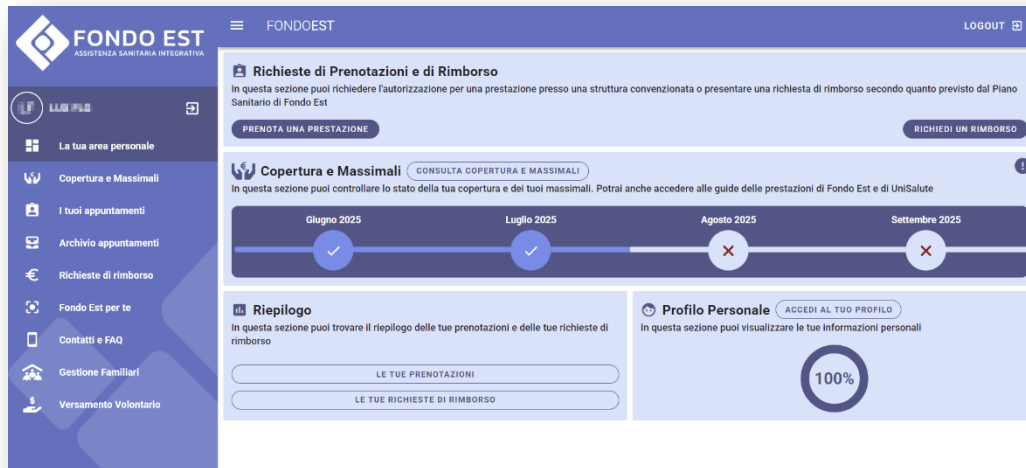 FONDO EST
ASSISTENZA SANITARIA INTEGRATIVA
FONDOEST
LOGOUT
La tua area personale
Copertura e Massimali
I tuoi appuntamenti
Archivio appuntamenti
Richieste di rimborso
Fondo Est per te
Contatti e FAQ
Gestione Familiari
Versamento Volontario
Richieste di Prenotazioni e di Rimborso
In questa sezione puoi richiedere l'autorizzazione per una prestazione presso una struttura convenzionata o presentare una richiesta di rimborso secondo quanto previsto dal Piano
Sanitario di Fondo Est
PRENOTA UNA PRESTAZIONE
RICHIEDI UN RIMBORSO
Copertura e Massimali CONSULTA COPERTURA E MASSIMALI
In questa sezione puoi controllare lo stato della tua copertura e dei tuoi massimali. Potrai anche accedere alle guide delle prestazioni di Fondo Est e di UniSalute
Giugno 2025 Luglio 2025 Agosto 2025 Settembre 2025
Riepilogo
In questa sezione puoi trovare il riepilogo delle tue prenotazioni e delle tue richieste di
rimborso
LE TUE PRENOTAZIONI
LE TUE RICHIESTE DI RIMBORSO
Profilo Personale ACCEDI AL TUO PROFILO
In questa sezione puoi visualizzare le tue informazioni personali
100%